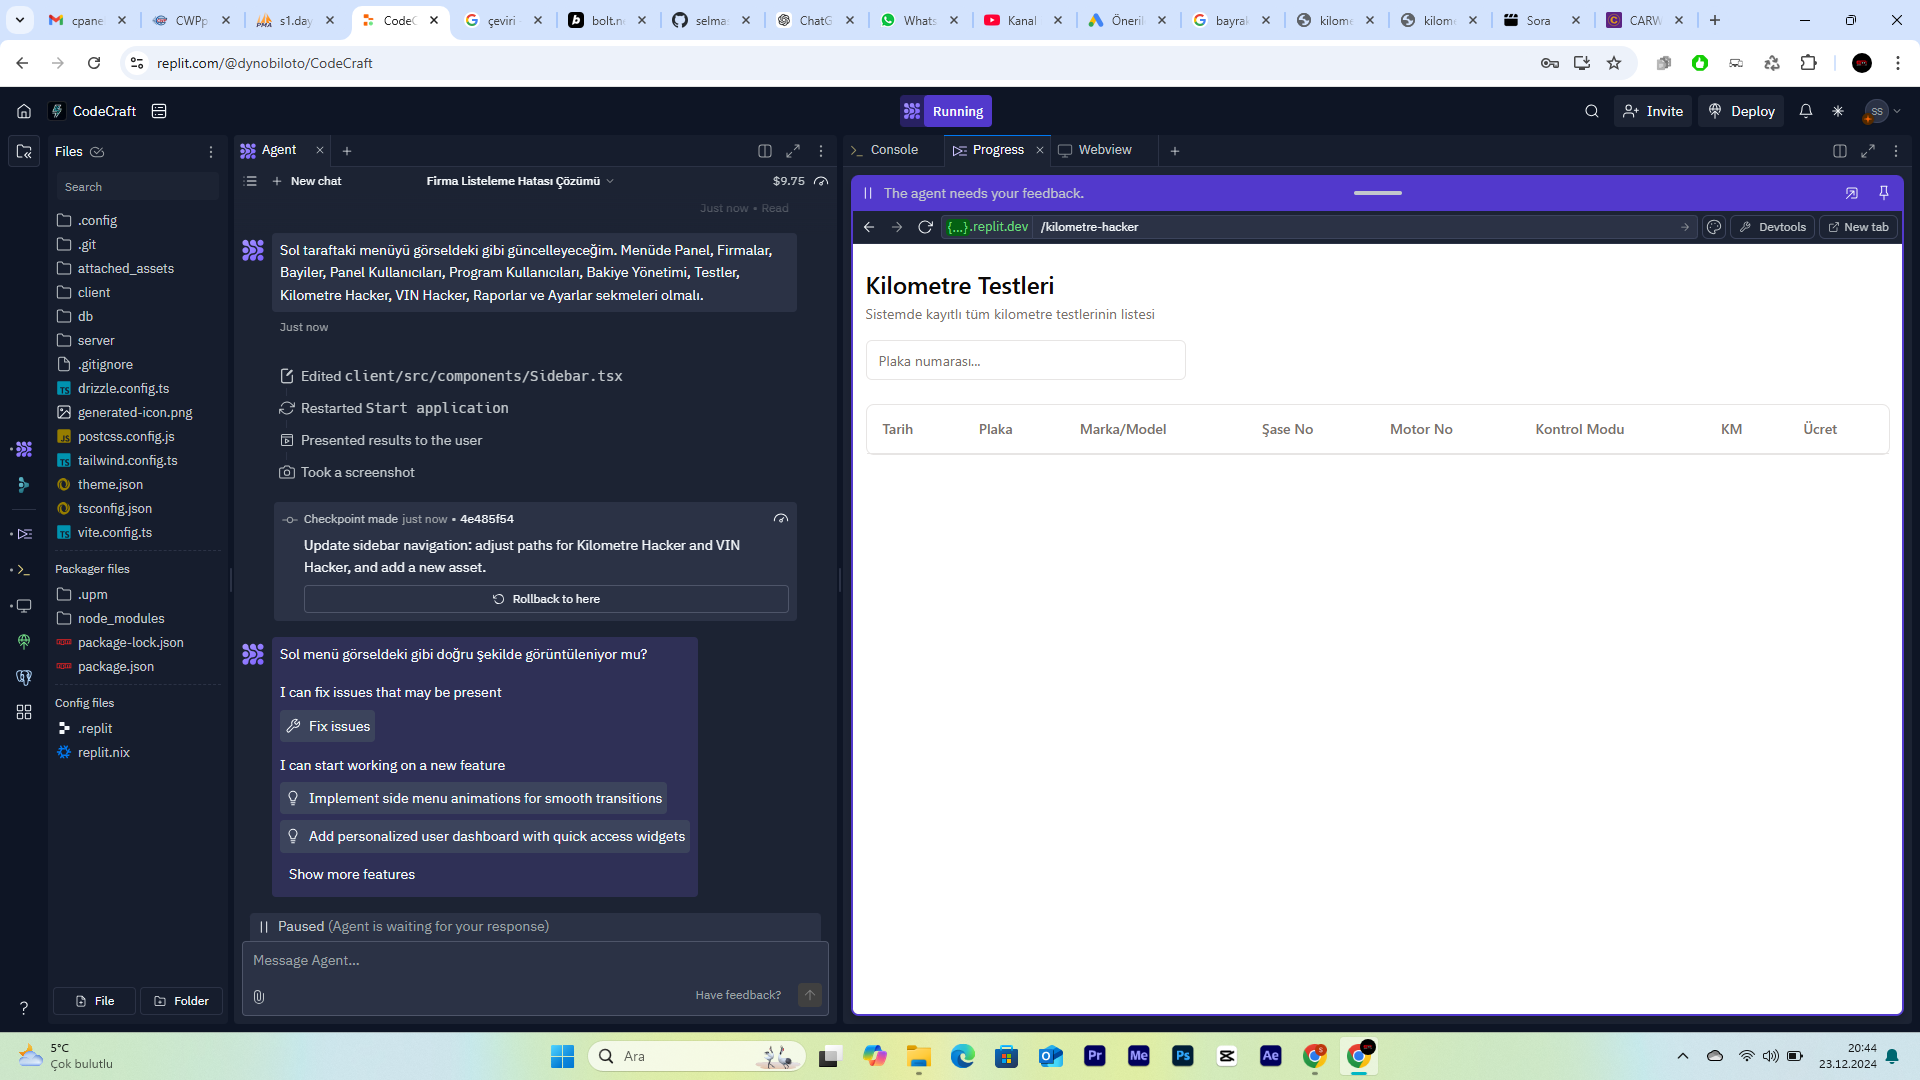 cpane
CWPp
s1.day
CodeC
çeviri -
bolt.ne
selma
ChatG
Whats
Kanal
Öneril
bayrak
kilome
kilome
Sora
CARW
replit.com/@dynobiloto/CodeCraft
CodeCraft
Running
Invite
Deploy
SS
Files
Search
.config
.git
attached_assets
client
db
server
.gitignore
drizzle.config.ts
generated-icon.png
postcss.config.js
tailwind.config.ts
theme.json
tsconfig.json
vite.config.ts
Packager files
.upm
node_modules
package-lock.json
package.json
Config files
.replit
replit.nix
File
Folder
Agent
New chat
Firma Listeleme Hatası Çözümü
$9.75
Just now • Read
Sol taraftaki menüyü görseldeki gibi güncelleyeceğim. Menüde Panel, Firmalar,
Bayiler, Panel Kullanıcıları, Program Kullanıcıları, Bakiye Yönetimi, Testler,
Kilometre Hacker, VIN Hacker, Raporlar ve Ayarlar sekmeleri olmalı.
Just now
Edited client/src/components/Sidebar.tsx
Restarted Start application
Presented results to the user
Took a screenshot
Checkpoint made just now • 4e485f54
Update sidebar navigation: adjust paths for Kilometre Hacker and VIN
Hacker, and add a new asset.
Rollback to here
Sol menü görseldeki gibi doğru şekilde görüntüleniyor mu?
I can fix issues that may be present
Fix issues
I can start working on a new feature
Implement side menu animations for smooth transitions
Add personalized user dashboard with quick access widgets
Show more features
Paused (Agent is waiting for your response)
Message Agent...
Have feedback?
Console
Progress
Webview
The agent needs your feedback.
{...}.replit.dev
/kilometre-hacker
Devtools
New tab
Kilometre Testleri
Sistemde kayıtlı tüm kilometre testlerinin listesi
Plaka numarası...
Tarih
Plaka
Marka/Model
Şase No
Motor No
Kontrol Modu
KM
Ücret
5°C
Çok bulutlu
Ara
Pr
Me
Ps
Ae
20:44
23.12.2024